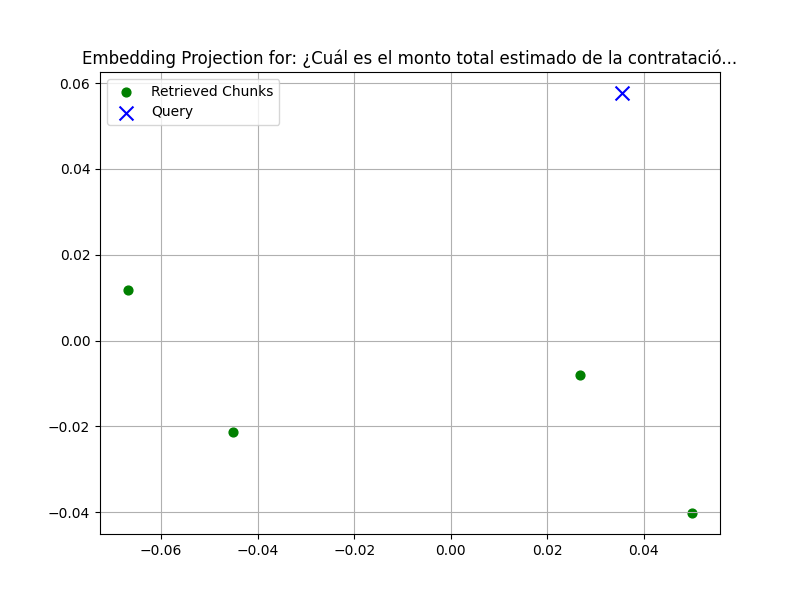 Embedding Projection for: ¿Cuál es el monto total estimado de la contratació...
Retrieved Chunks
Query
0.06
0.04
0.02
0.00
−0.02
−0.04
−0.06 −0.04 −0.02 0.00 0.02 0.04